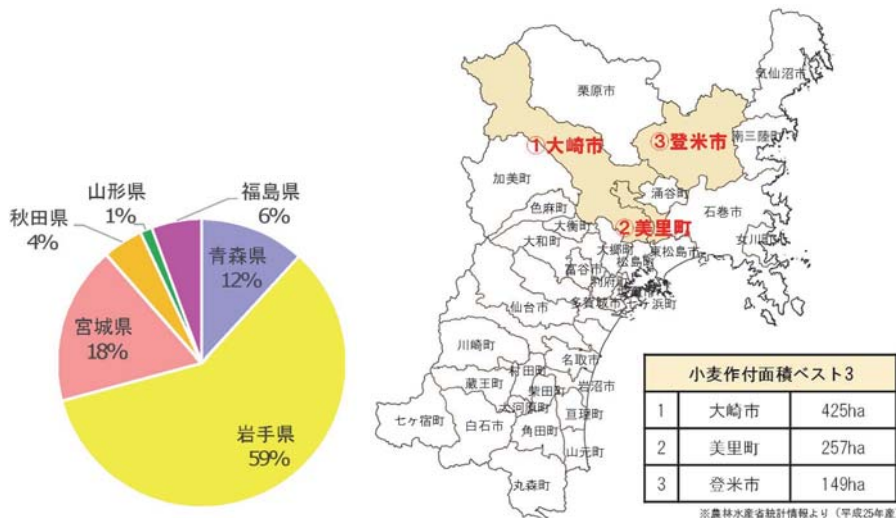 山形県
1%
福島県
6%
秋田県
4%
青森県
12%
宮城県
18%
岩手県
59%
気仙沼市
栗原市
①大崎市
③登米市
南三陸町
加美町
涌谷町
色麻町
石巻市
大衡町
②美里町
女川町
大和町
大郷町
東松島市
松島町
富谷市
利府町
仙台市
多賀城市
七ヶ浜町
川崎町
名取市
村田町
蔵王町
柴田町
岩沼市
大河原町
七ヶ宿町
白石市
角田町
亘理町
山元町
丸森町
小麦作付面積ベスト3
1 大崎市 425ha
2 美里町 257ha
3 登米市 149ha
※農林水産省統計情報より（平成25年産